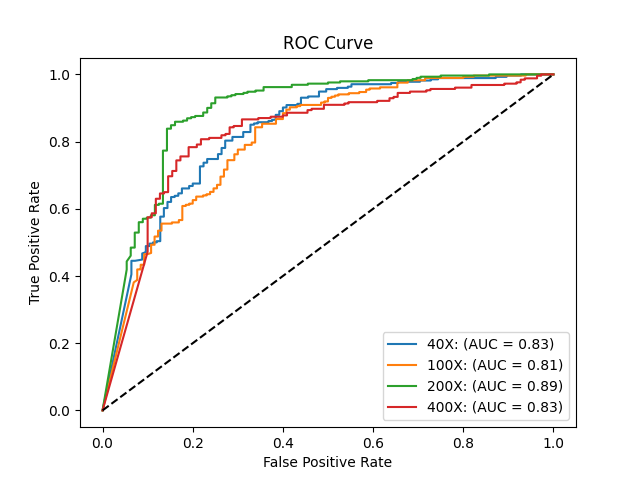 ROC Curve
True Positive Rate
1.0
0.8
0.6
0.4
0.2
0.0
40X: (AUC = 0.83)
100X: (AUC = 0.81)
200X: (AUC = 0.89)
400X: (AUC = 0.83)
0.0 0.2 0.4 0.6 0.8 1.0
False Positive Rate